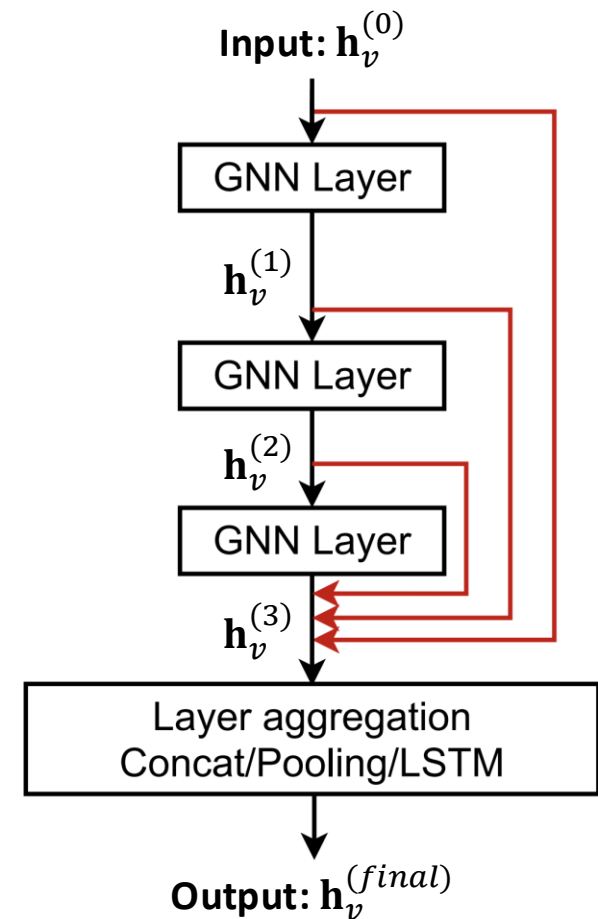 Input: 𝐡_v^{(0)}
GNN Layer
𝐡_v^{(1)}
GNN Layer
𝐡_v^{(2)}
GNN Layer
𝐡_v^{(3)}
Layer aggregation
Concat/Pooling/LSTM
Output: 𝐡_v^{(final)}